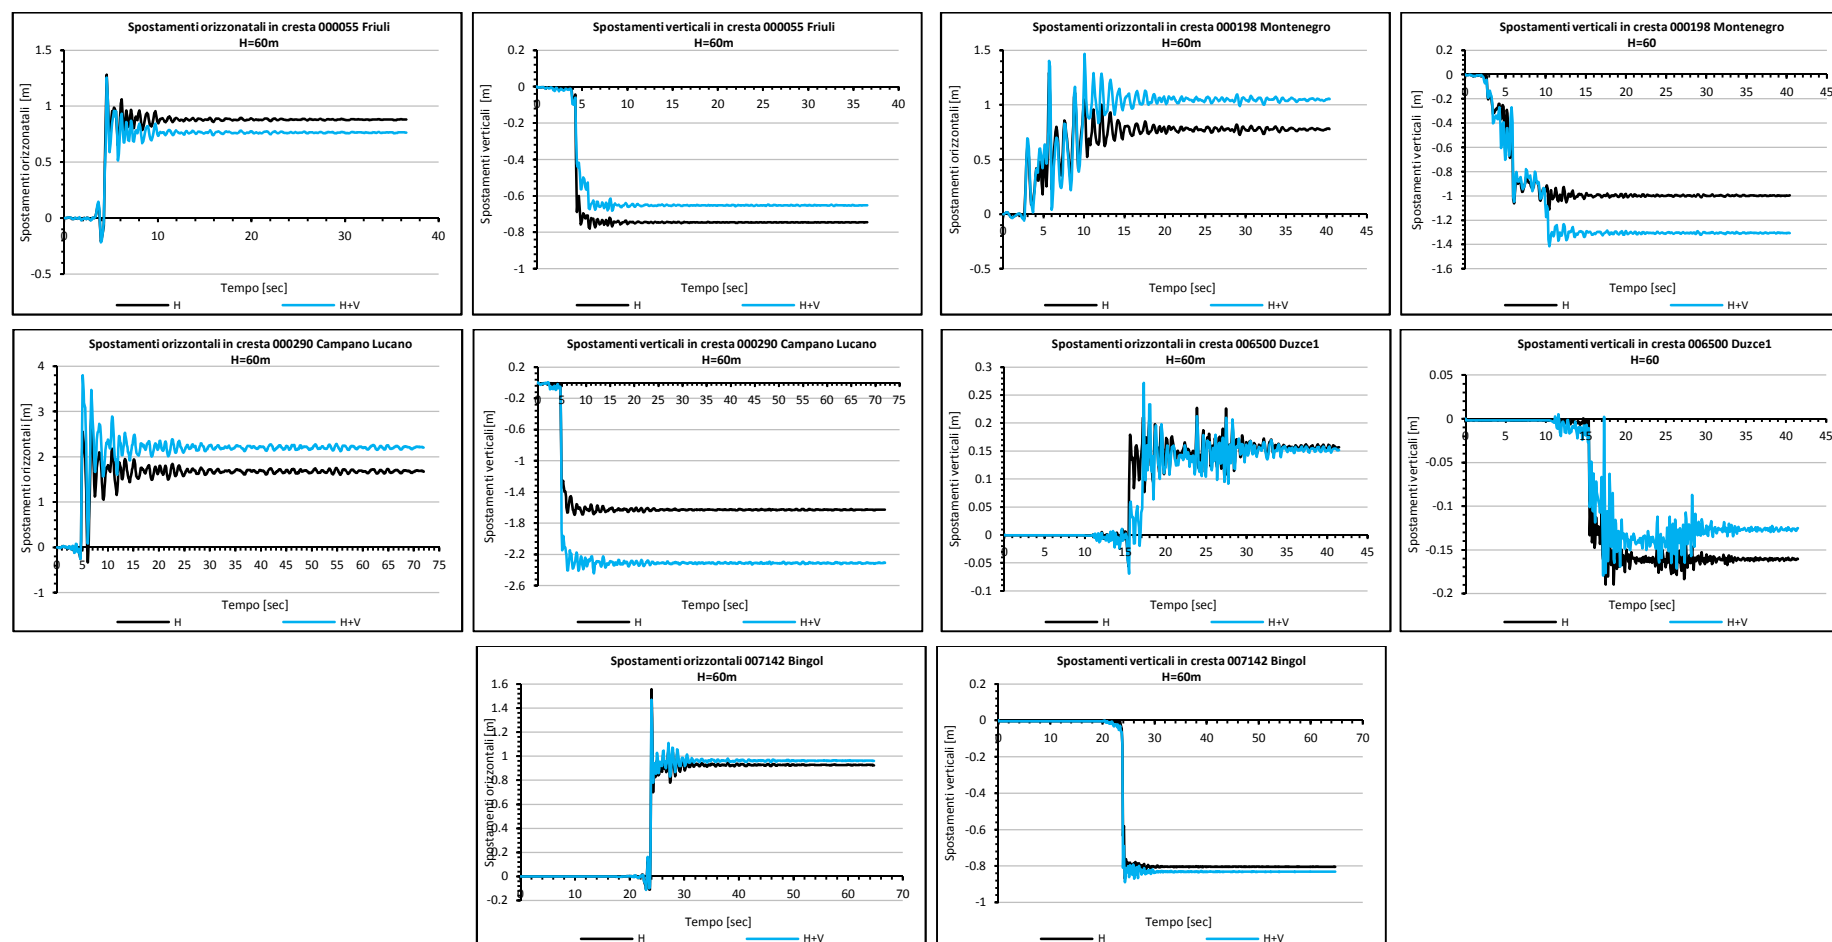 Spostamenti orizzonatali in cresta 000055 Friuli
H=60m
Spostamenti orizzonatali [m]
1.5
1
0.5
0
-0.5
0 10 20 30 40
Tempo [sec]
H H+V
Spostamenti verticali in cresta 000055 Friuli
H=60m
Spostamenti verticali [m]
0.2
0
-0.2
-0.4
-0.6
-0.8
-1
0 5 10 15 20 25 30 35 40
Tempo [sec]
H H+V
Spostamenti orizzontali in cresta 000198 Montenegro
H=60m
Spostamenti orizzontali [m]
1.5
1
0.5
0
-0.5
0 5 10 15 20 25 30 35 40 45
Tempo [sec]
H H+V
Spostamenti verticali in cresta 000198 Montenegro
H=60
Spostamenti verticali [m]
0.2
0
-0.2
-0.4
-0.6
-0.8
-1
-1.2
-1.4
-1.6
0 5 10 15 20 25 30 35 40 45
Tempo [sec]
H H+V
Spostamenti orizzontali in cresta 000290 Campano Lucano
H=60m
Spostamenti orizzontali [m]
4
3
2
1
0
-1
0 5 10 15 20 25 30 35 40 45 50 55 60 65 70 75
Tempo [sec]
H H+V
Spostamenti verticali in cresta 000290 Campano Lucano
H=60m
Spostamenti verticali [m]
0.2
-0.2
-0.6
-1
-1.4
-1.8
-2.2
-2.6
0 5 10 15 20 25 30 35 40 45 50 55 60 65 70 75
Tempo [sec]
H H+V
Spostamenti orizzontali in cresta 006500 Duzce1
H=60m
Spostamenti verticali [m]
0.3
0.25
0.2
0.15
0.1
0.05
0
-0.05
-0.1
0 5 10 15 20 25 30 35 40 45
Tempo [sec]
H H+V
Spostamenti verticali in cresta 006500 Duzce1
H=60
Spostamenti verticali [m]
0.05
0
-0.05
-0.1
-0.15
-0.2
0 5 10 15 20 25 30 35 40 45
Tempo [sec]
H H+V
Spostamenti orizzontali 007142 Bingol
H=60m
Spostamenti orizzontali [m]
1.6
1.4
1.2
1
0.8
0.6
0.4
0.2
0
-0.2
0 10 20 30 40 50 60 70
Tempo [sec]
H H+V
Spostamenti verticali in cresta 007142 Bingol
H=60m
Spostamenti verticali [m]
0.2
0
-0.2
-0.4
-0.6
-0.8
-1
0 10 20 30 40 50 60 70
Tempo [sec]
H H+V